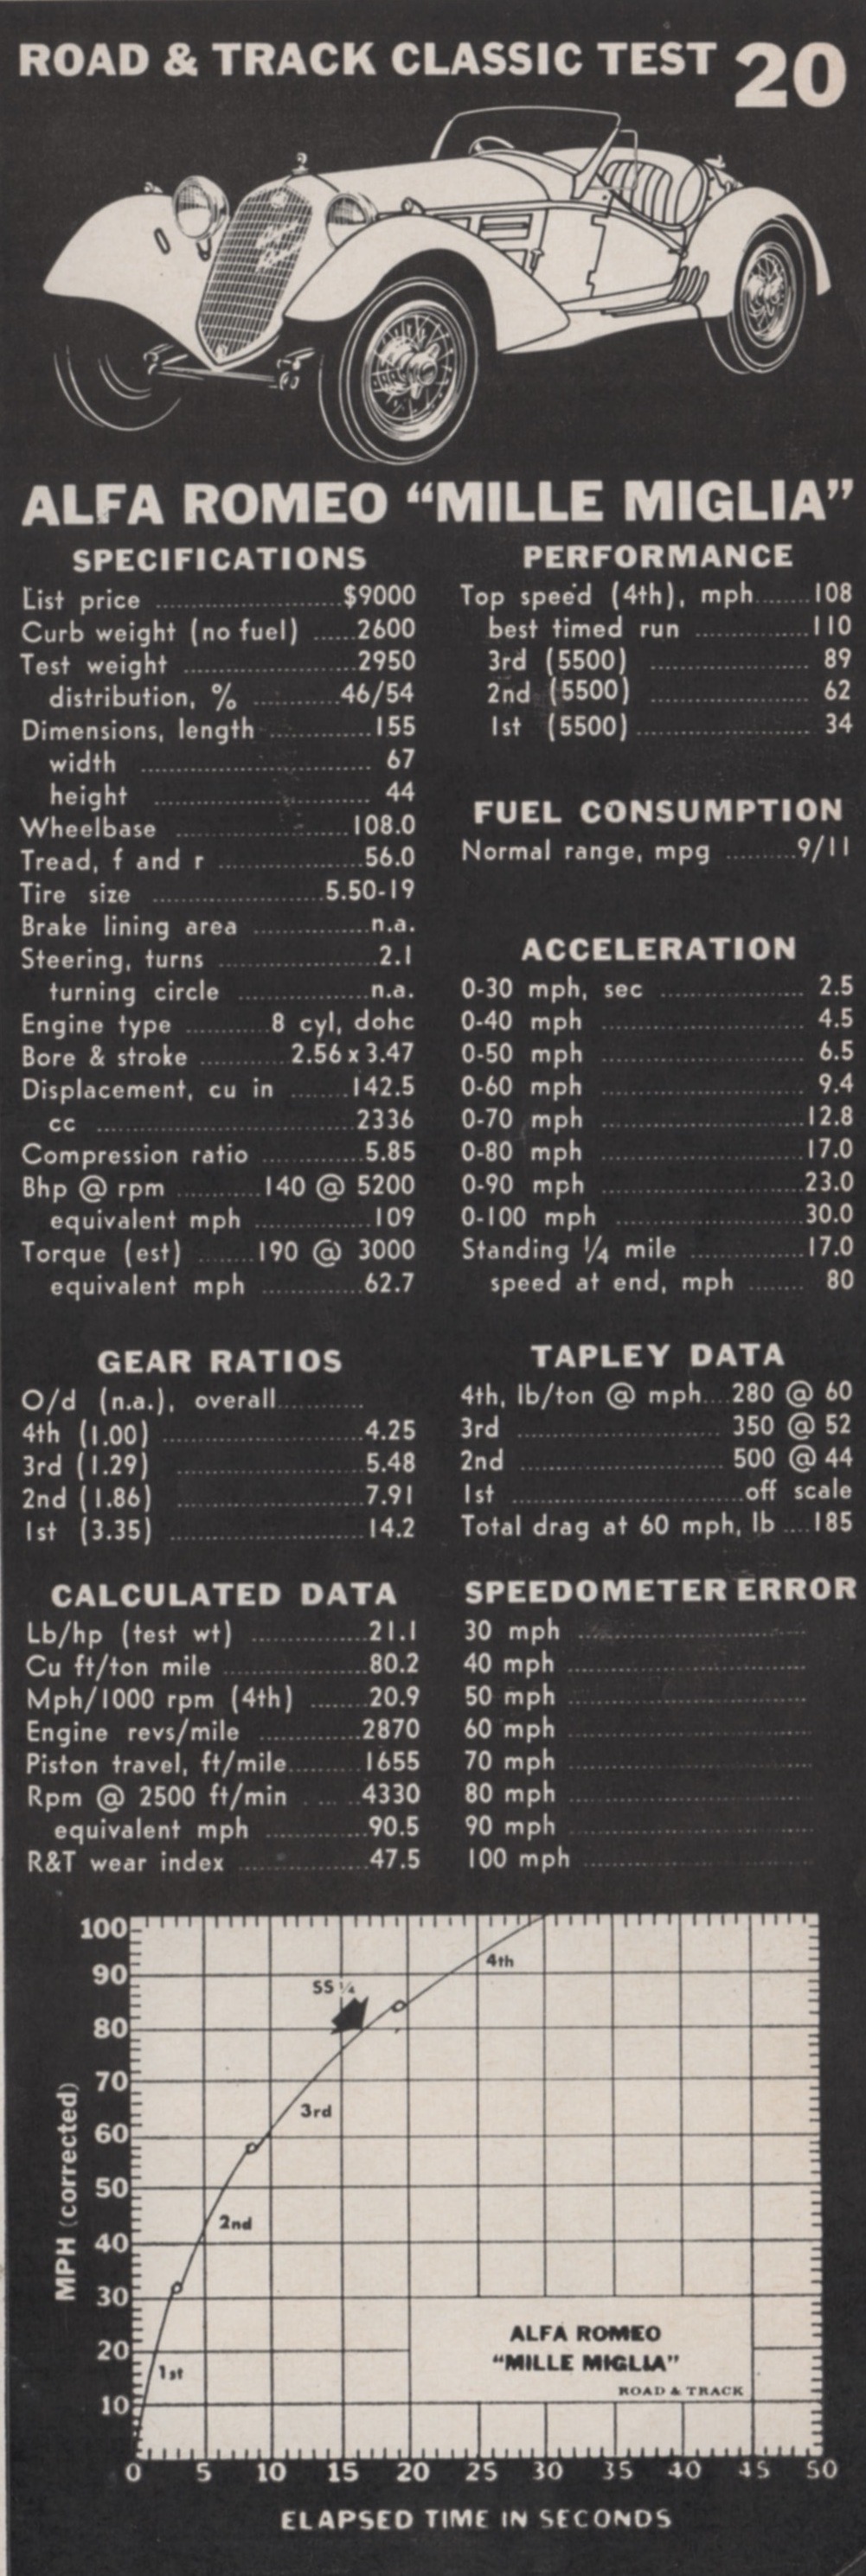 ROAD & TRACK CLASSIC TEST 20
ALFA ROMEO “MILLE MIGLIA”
SPECIFICATIONS
List price ........ $9000
Curb weight (no fuel) ...... 2600
Test weight ........ 2950
distribution, % ........ 46/54
Dimensions, length ........ 155
width ........ 67
height ........ 44
Wheelbase ........ 108.0
Tread, f and r ........ 56.0
Tire size ........ 5.50-19
Brake lining area ........ n.a.
Steering, turns ........ 2.1
turning circle ........ n.a.
Engine type ........ 8 cyl, dohc
Bore & stroke ........ 2.56 x 3.47
Displacement, cu in ....... 142.5
cc ........ 2336
Compression ratio ........ 5.85
Bhp @ rpm ........ 140 @ 5200
equivalent mph ........ 109
Torque (est) ....... 190 @ 3000
equivalent mph ........ 62.7
GEAR RATIOS
O/d (n.a.), overall........
4th (1.00) ........ 4.25
3rd (1.29) ........ 5.48
2nd (1.86) ........ 7.91
1st (3.35) ........ 14.2
CALCULATED DATA
Lb/hp (test wt) ........ 21.1
Cu ft/ton mile ........ 80.2
Mph/1000 rpm (4th) ....... 20.9
Engine revs/mile ........ 2870
Piston travel, ft/mile........ 1655
Rpm @ 2500 ft/min ...... 4330
equivalent mph ........ 90.5
R&T wear index ........ 47.5
PERFORMANCE
Top speed (4th), mph....... 108
best timed run ........ 110
3rd (5500) ........ 89
2nd (5500) ........ 62
1st (5500) ........ 34
FUEL CONSUMPTION
Normal range, mpg ........ 9/11
ACCELERATION
0-30 mph, sec ........ 2.5
0-40 mph ........ 4.5
0-50 mph ........ 6.5
0-60 mph ........ 9.4
0-70 mph ........ 12.8
0-80 mph ........ 17.0
0-90 mph ........ 23.0
0-100 mph ........ 30.0
Standing ¼ mile ........ 17.0
speed at end, mph ........ 80
TAPLEY DATA
4th, lb/ton @ mph... 280 @ 60
3rd ........ 350 @ 52
2nd ........ 500 @ 44
1st ........ off scale
Total drag at 60 mph, lb .... 185
SPEEDOMETER ERROR
30 mph ........
40 mph ........
50 mph ........
60 mph ........
70 mph ........
80 mph ........
90 mph ........
100 mph ........
100
90
80
70
60
50
40
30
20
10
MPH (corrected)
SS ¼
4th
3rd
2nd
1st
ALFA ROMEO
“MILLE MIGLIA”
ROAD & TRACK
0 5 10 15 20 25 30 35 40 45 50
ELAPSED TIME IN SECONDS